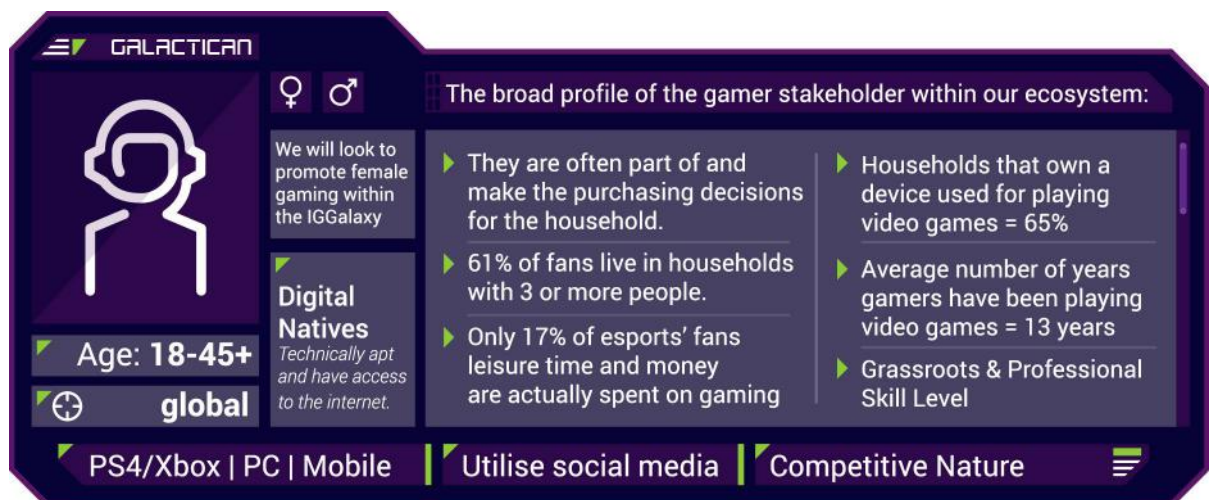 GALACTICAN
The broad profile of the gamer stakeholder within our ecosystem:
We will look to
promote female
gaming within
the IGGalaxy
Digital
Natives
Technically apt
and have access
to the internet.
Age: 18-45+
global
They are often part of and
make the purchasing decisions
for the household.
61% of fans live in households
with 3 or more people.
Only 17% of esports’ fans
leisure time and money
are actually spent on gaming
Households that own a
device used for playing
video games = 65%
Average number of years
gamers have been playing
video games = 13 years
Grassroots & Professional
Skill Level
PS4/Xbox | PC | Mobile
Utilise social media
Competitive Nature